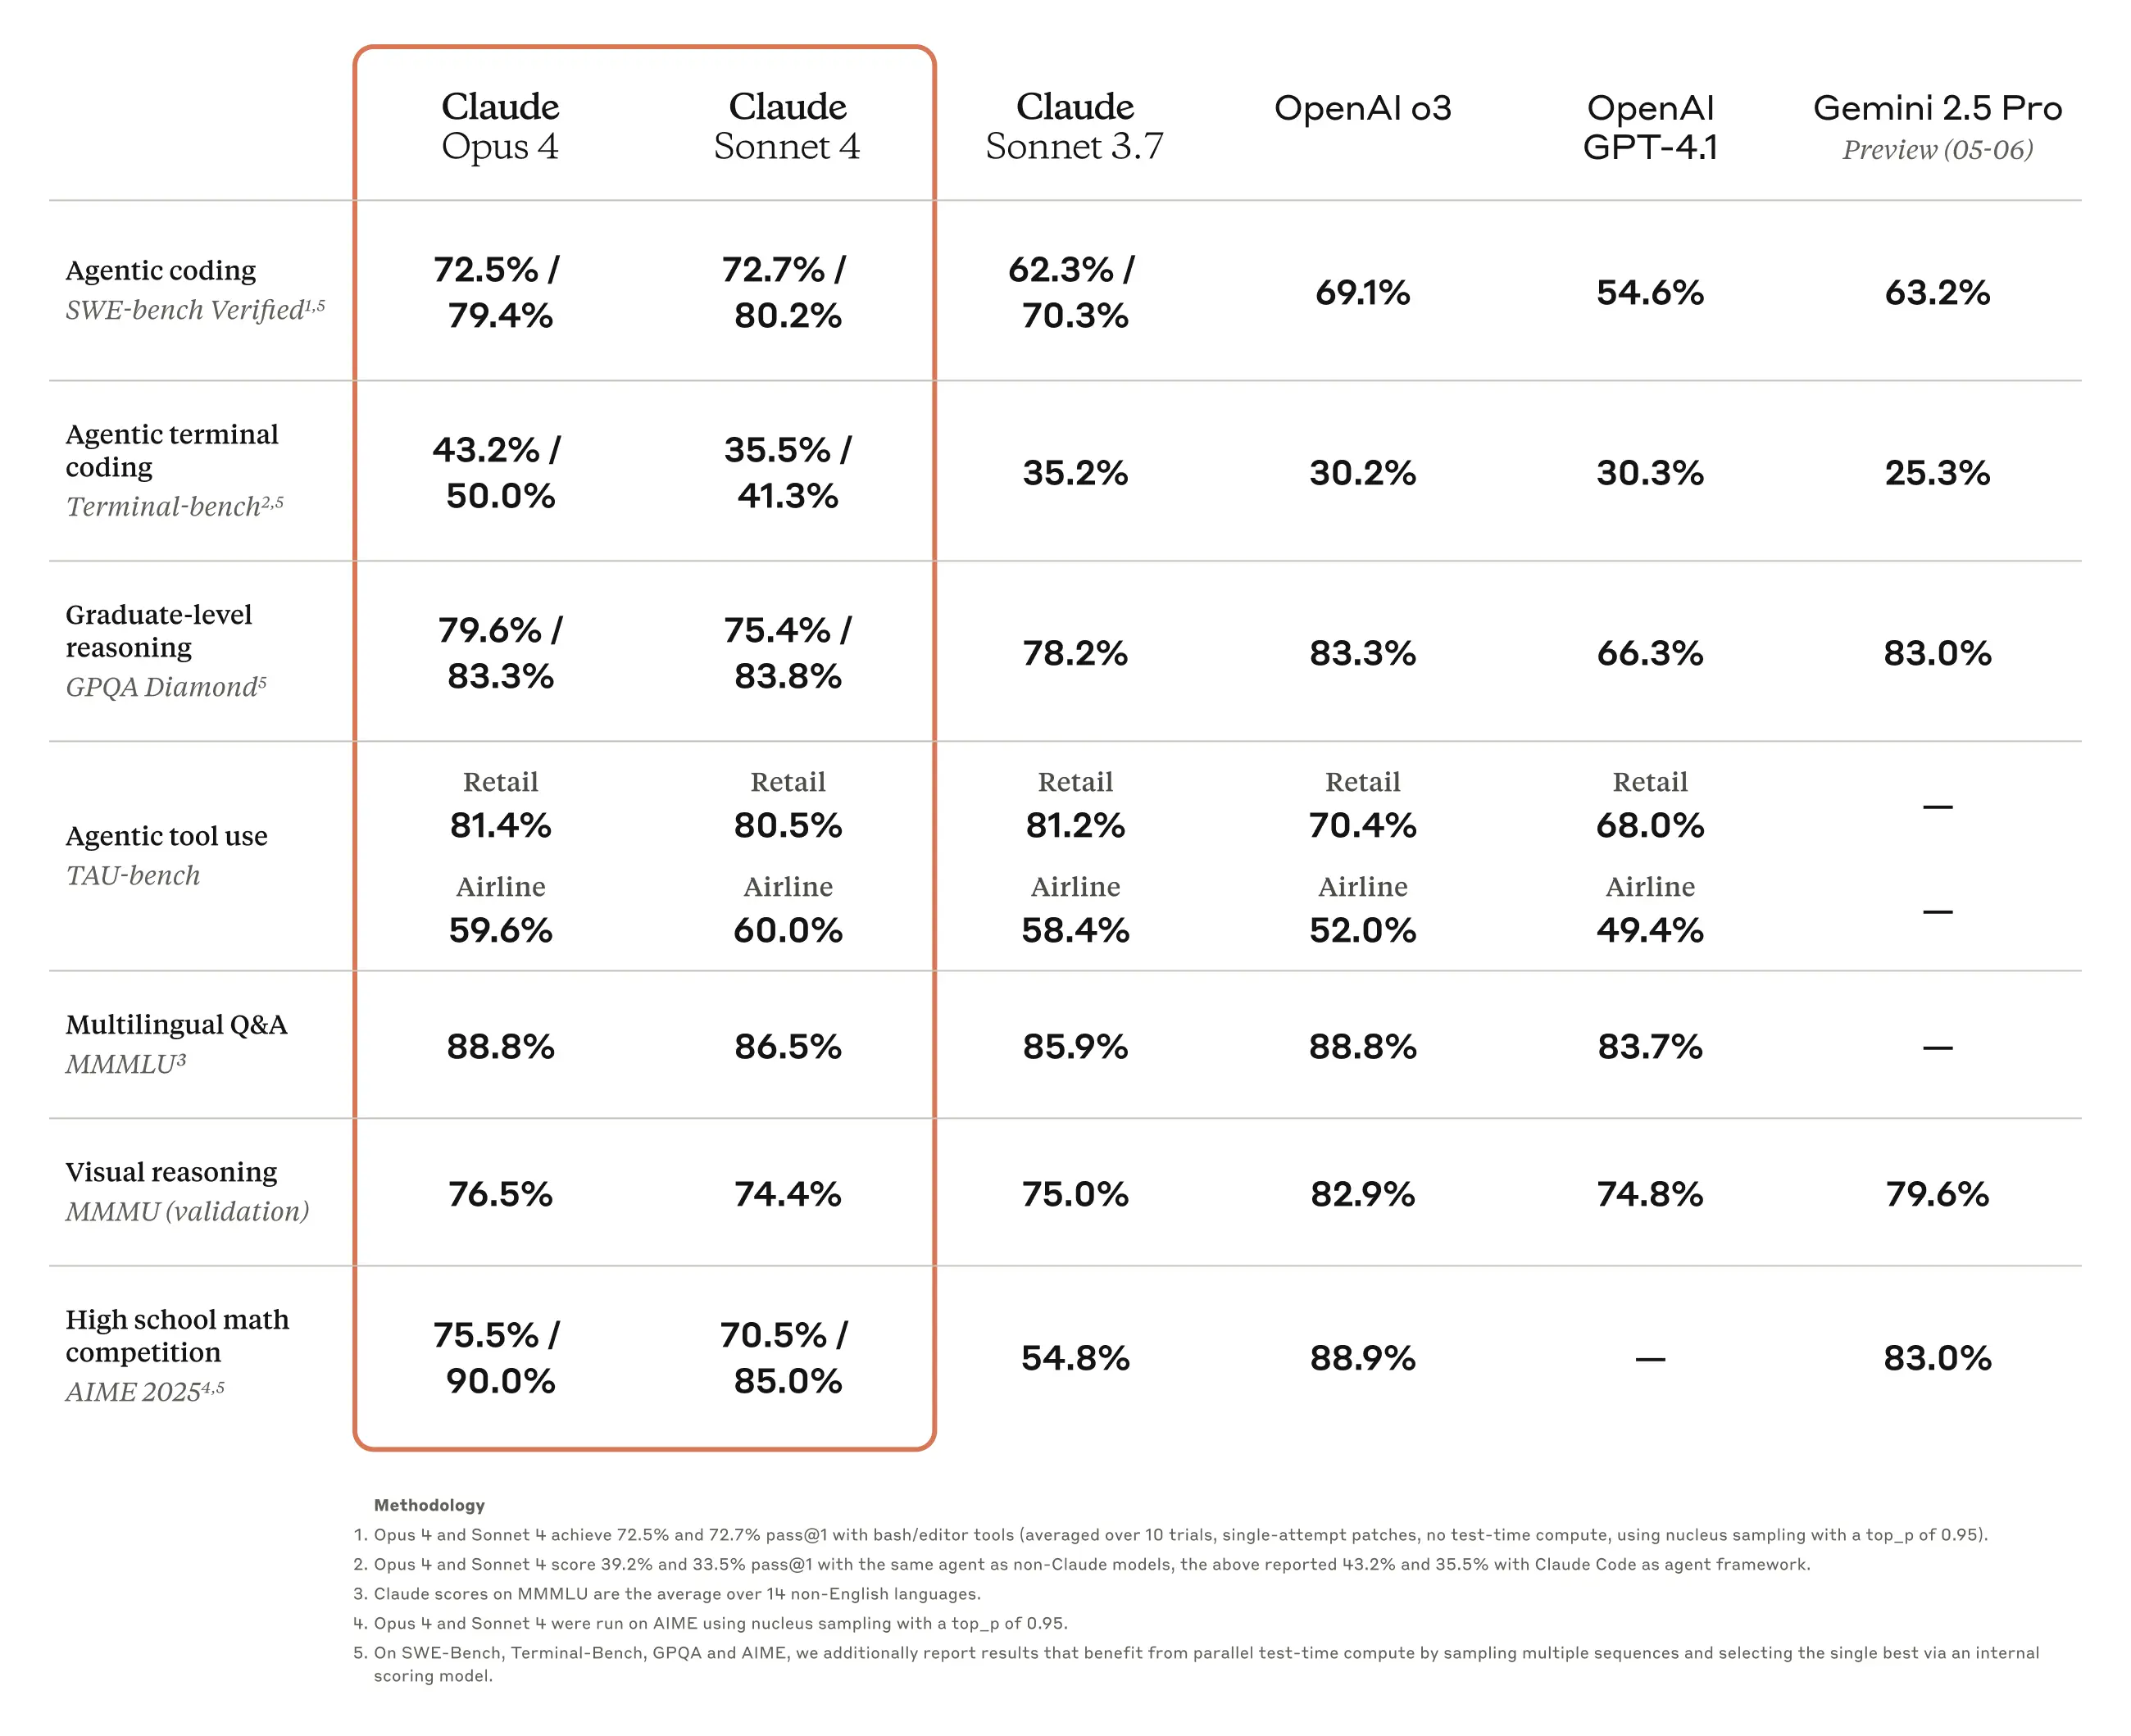 Claude Opus 4
Claude Sonnet 4
Claude Sonnet 3.7
OpenAI o3
OpenAI GPT-4.1
Gemini 2.5 Pro
Preview (05-06)
Agentic coding
SWE-bench Verified¹,⁵
72.5% / 79.4%
72.7% / 80.2%
62.3% / 70.3%
69.1%
54.6%
63.2%
Agentic terminal coding
Terminal-bench²,⁵
43.2% / 50.0%
35.5% / 41.3%
35.2%
30.2%
30.3%
25.3%
Graduate-level reasoning
GPQA Diamond⁵
79.6% / 83.3%
75.4% / 83.8%
78.2%
83.3%
66.3%
83.0%
Agentic tool use
TAU-bench
Retail
81.4%
Retail
80.5%
Retail
81.2%
Retail
70.4%
Retail
68.0%
—
Airline
59.6%
Airline
60.0%
Airline
58.4%
Airline
52.0%
Airline
49.4%
—
Multilingual Q&A
MMMLU³
88.8%
86.5%
85.9%
88.8%
83.7%
—
Visual reasoning
MMMU (validation)
76.5%
74.4%
75.0%
82.9%
74.8%
79.6%
High school math competition
AIME 2025⁴,⁵
75.5% / 90.0%
70.5% / 85.0%
54.8%
88.9%
—
83.0%
Methodology
1. Opus 4 and Sonnet 4 achieve 72.5% and 72.7% pass@1 with bash/editor tools (averaged over 10 trials, single-attempt patches, no test-time compute, using nucleus sampling with a top_p of 0.95).
2. Opus 4 and Sonnet 4 score 39.2% and 33.5% pass@1 with the same agent as non-Claude models, the above reported 43.2% and 35.5% with Claude Code as agent framework.
3. Claude scores on MMMLU are the average over 14 non-English languages.
4. Opus 4 and Sonnet 4 were run on AIME using nucleus sampling with a top_p of 0.95.
5. On SWE-Bench, Terminal-Bench, GPQA and AIME, we additionally report results that benefit from parallel test-time compute by sampling multiple sequences and selecting the single best via an internal
scoring model.